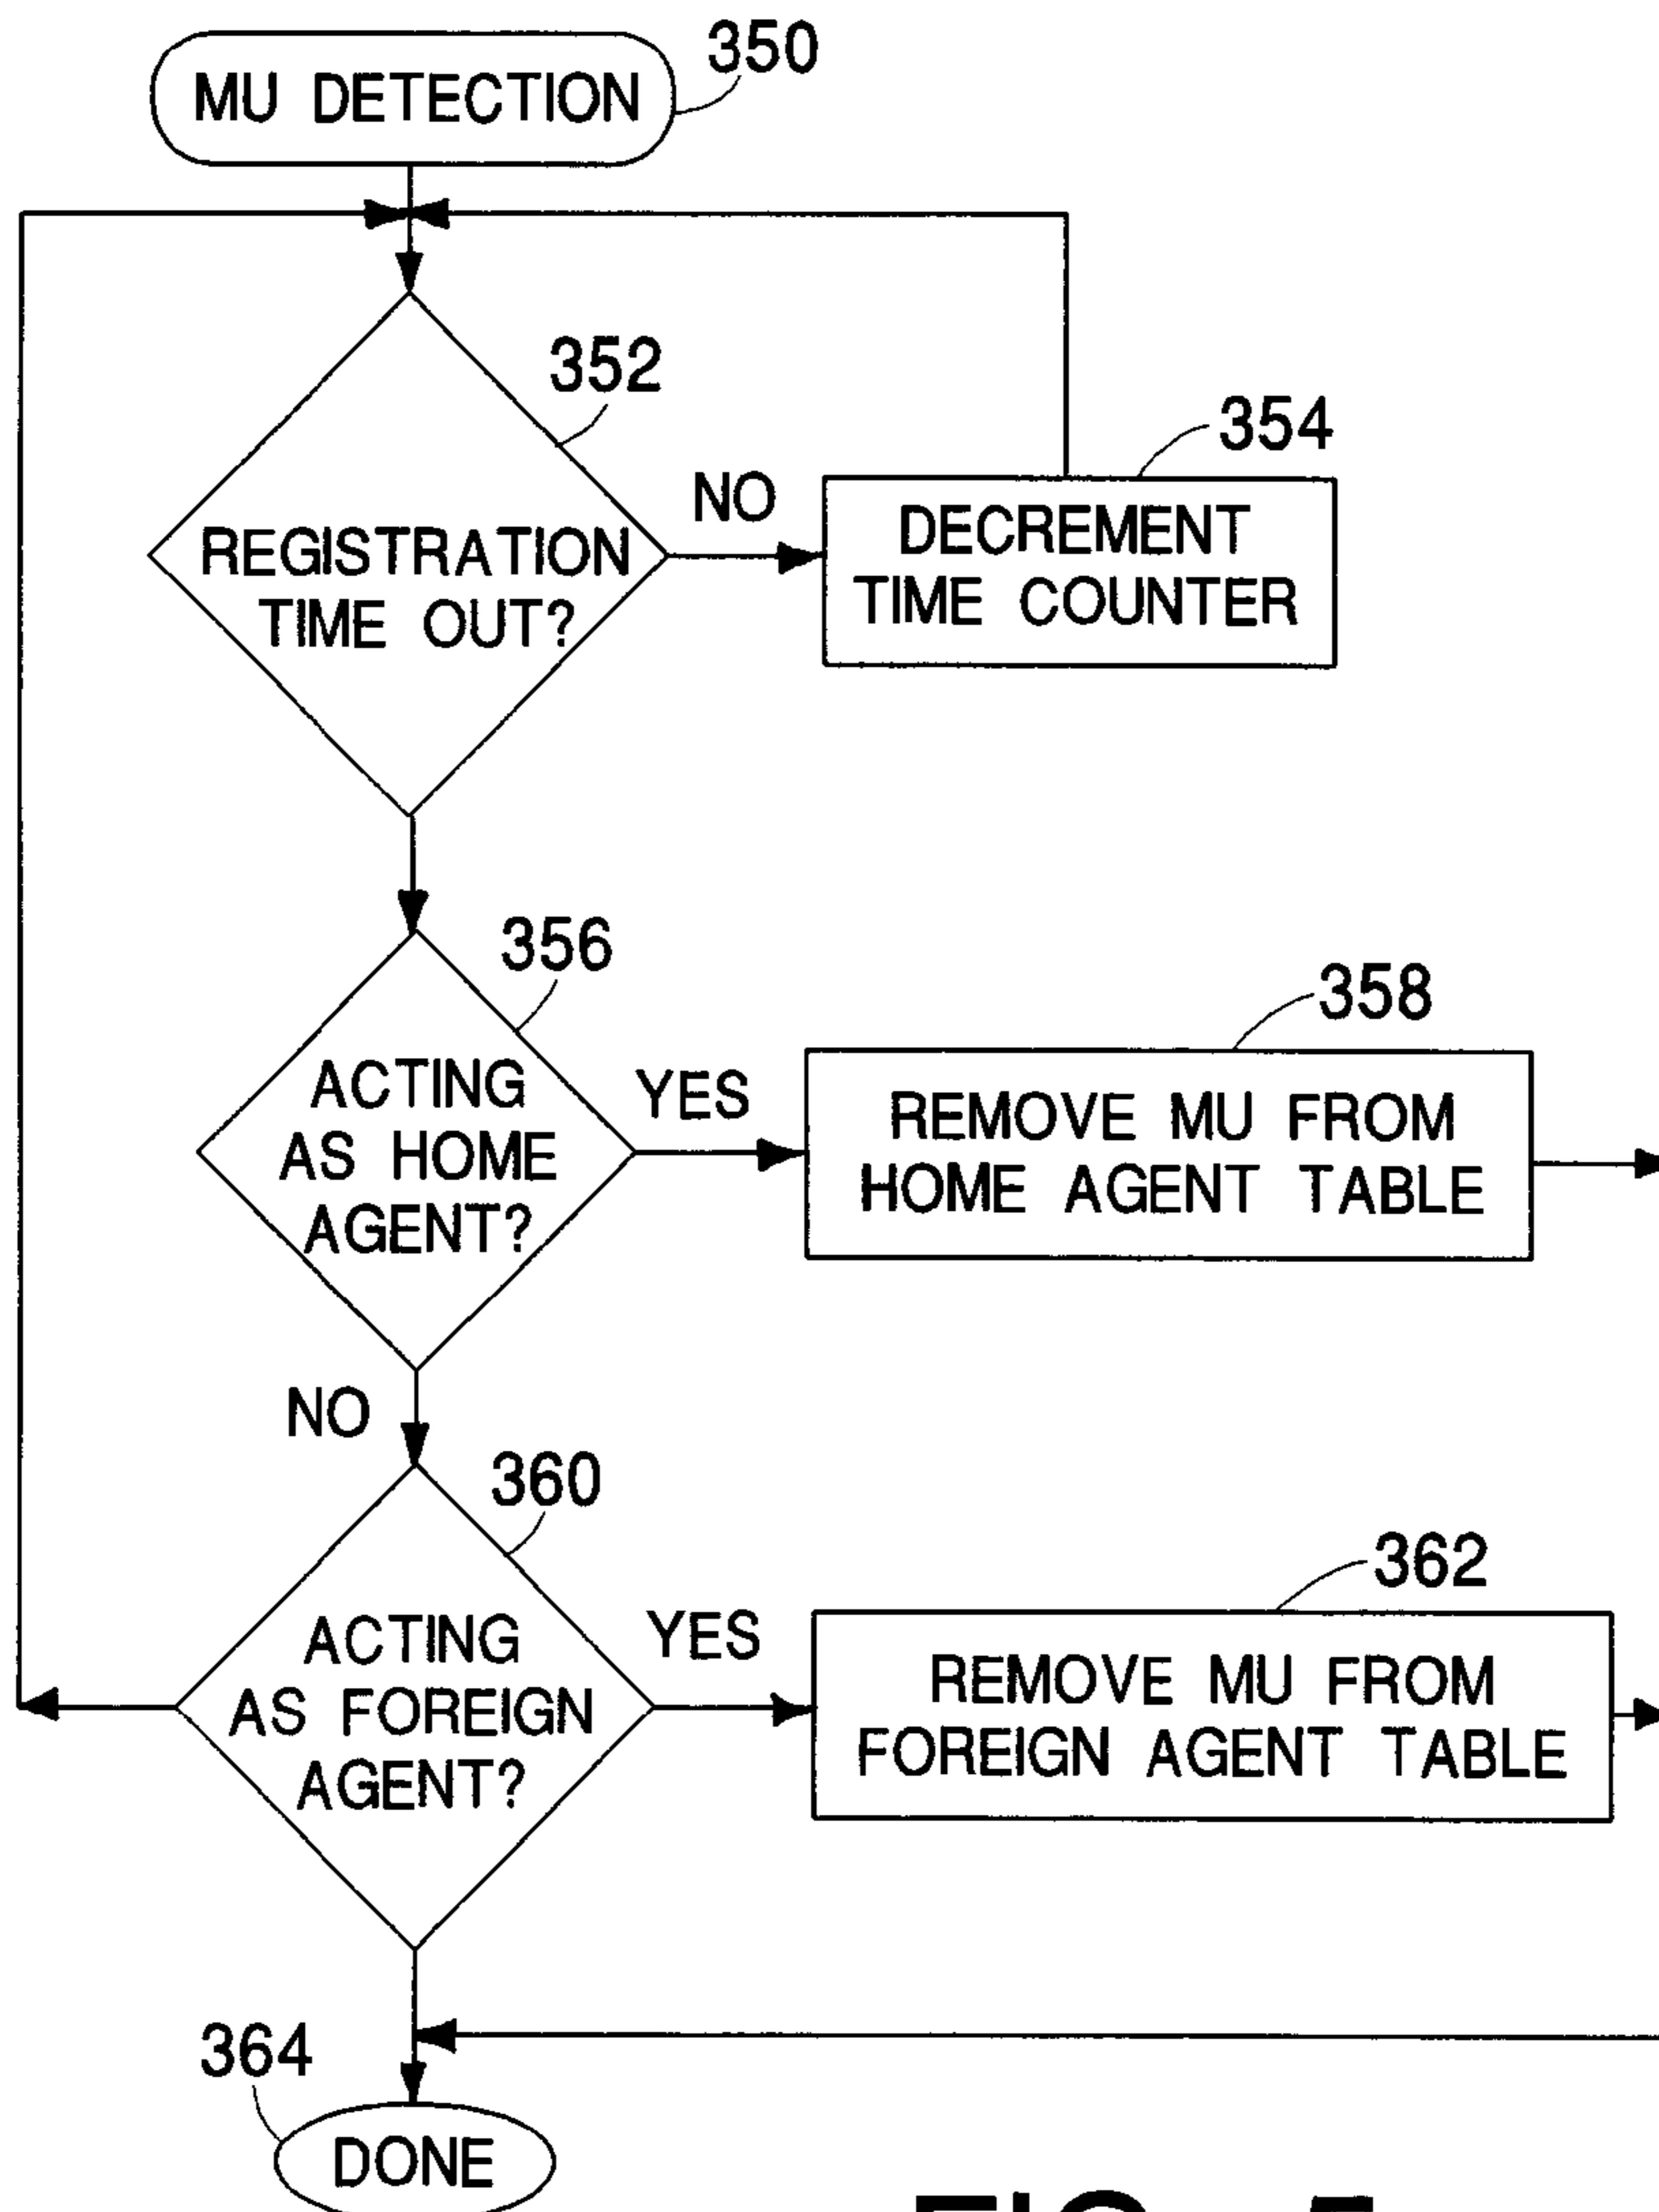 350
MU DETECTION
352
354
NO
REGISTRATION
TIME OUT?
DECREMENT
TIME COUNTER
356
358
ACTING
AS HOME
AGENT?
YES
REMOVE MU FROM
HOME AGENT TABLE
NO
360
362
ACTING
AS FOREIGN
AGENT?
YES
REMOVE MU FROM
FOREIGN AGENT TABLE
364
DONE